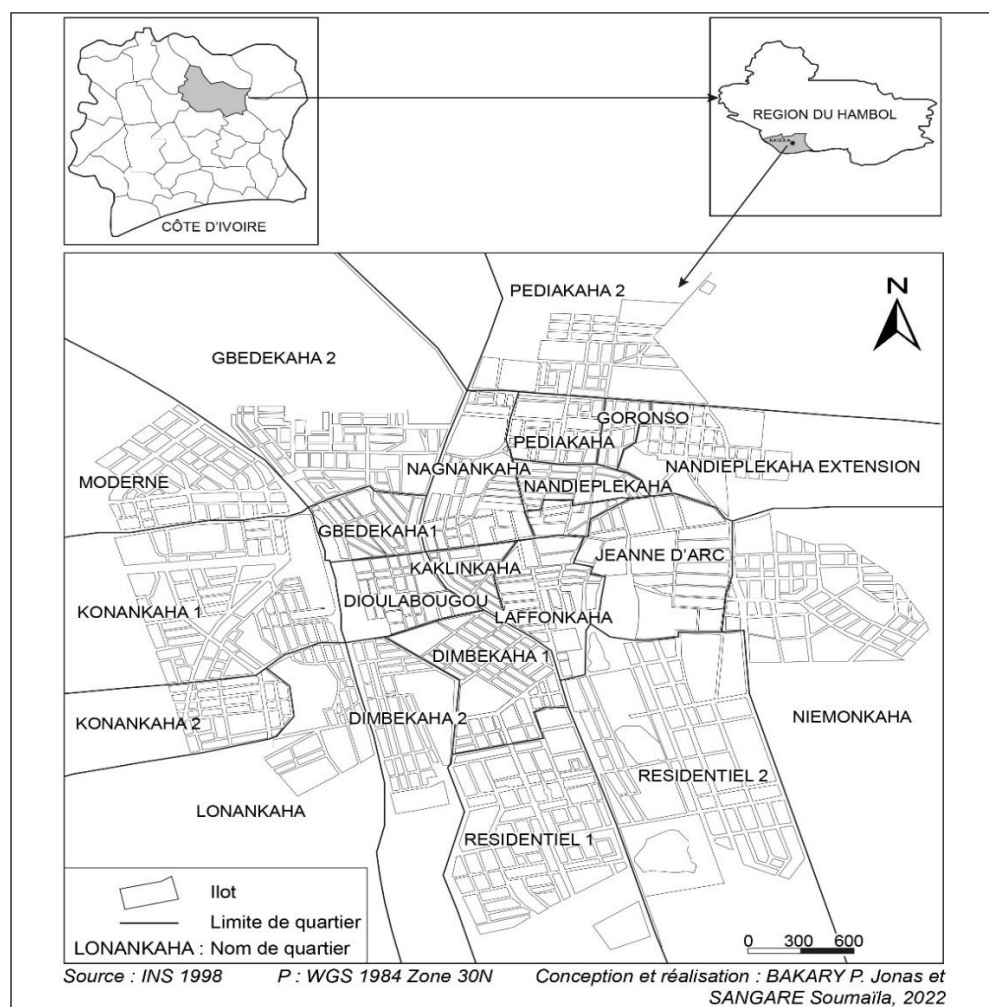 CÔTE D'IVOIRE
REGION DU HAMBOL
N
PEDIAKAHA 2
GBEDEKAHA 2
GORONSO
PEDIAKAHA
NAGNANKAHA
NANDIEPLEKAHA EXTENSION
MODERNE
NANDIEPLEKAHA
GBEDEKAHA1
JEANNE D'ARC
KAKLINKAHA
DIOULABOUGOU
KONANKAHA 1
LAFFONKAHA
DIMBEKAHA 1
KONANKAHA 2
DIMBEKAHA 2
NIEMONKAHA
RESIDENTIEL 2
LONANKAHA
RESIDENTIEL 1
Ilot
Limite de quartier
LONANKAHA : Nom de quartier
0 300 600
Source : INS 1998 P : WGS 1984 Zone 30N Conception et réalisation : BAKARY P. Jonas et
SANGARE Soumaïla, 2022